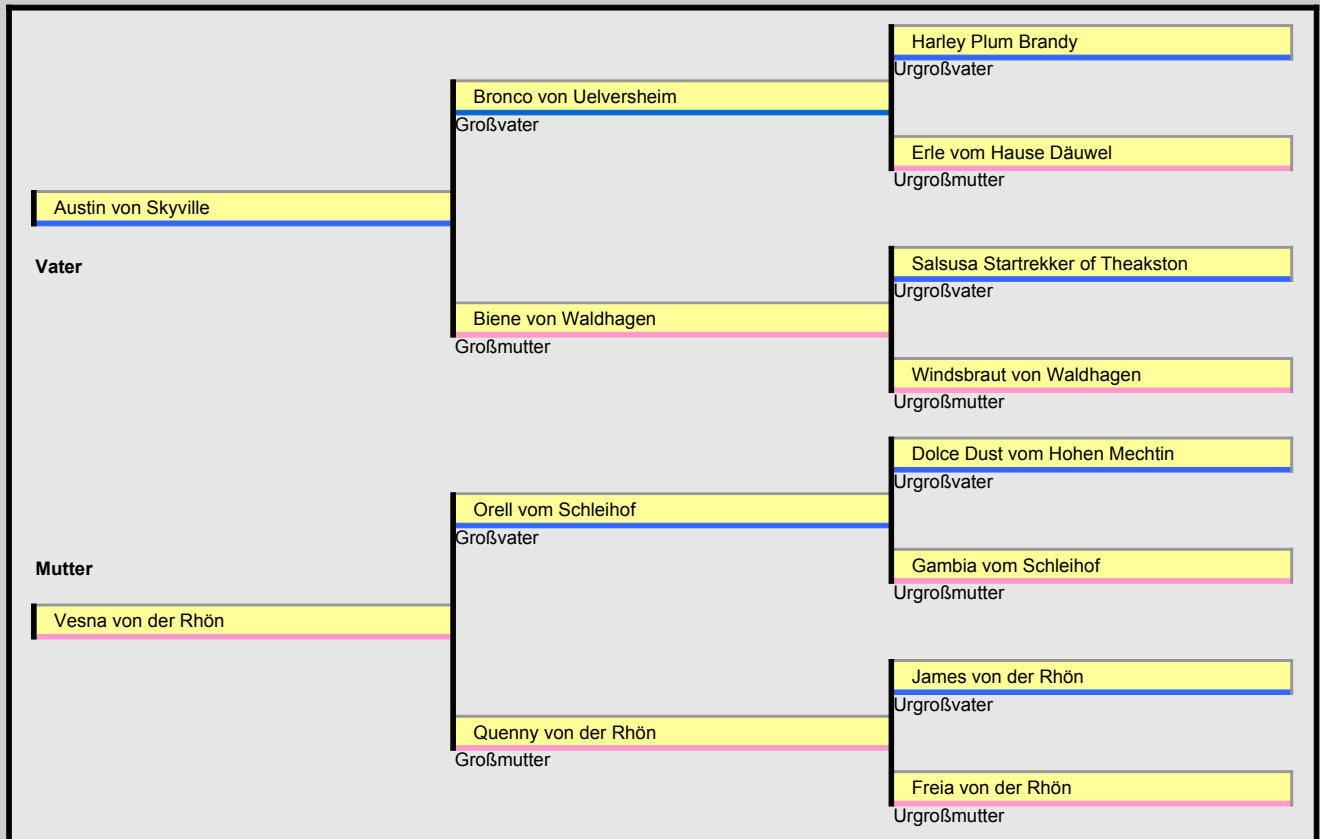 Harley Plum Brandy
Urgroßvater
Bronco von Uelversheim
Großvater
Erle vom Hause Däuwel
Urgroßmutter
Austin von Skyville
Vater
Salsusa Startrekker of Theakston
Urgroßvater
Biene von Waldhagen
Großmutter
Windsbraut von Waldhagen
Urgroßmutter
Dolce Dust vom Hohen Mechtin
Urgroßvater
Orell vom Schleihof
Großvater
Mutter
Gambia vom Schleihof
Urgroßmutter
Vesna von der Rhön
James von der Rhön
Urgroßvater
Quenny von der Rhön
Großmutter
Freia von der Rhön
Urgroßmutter